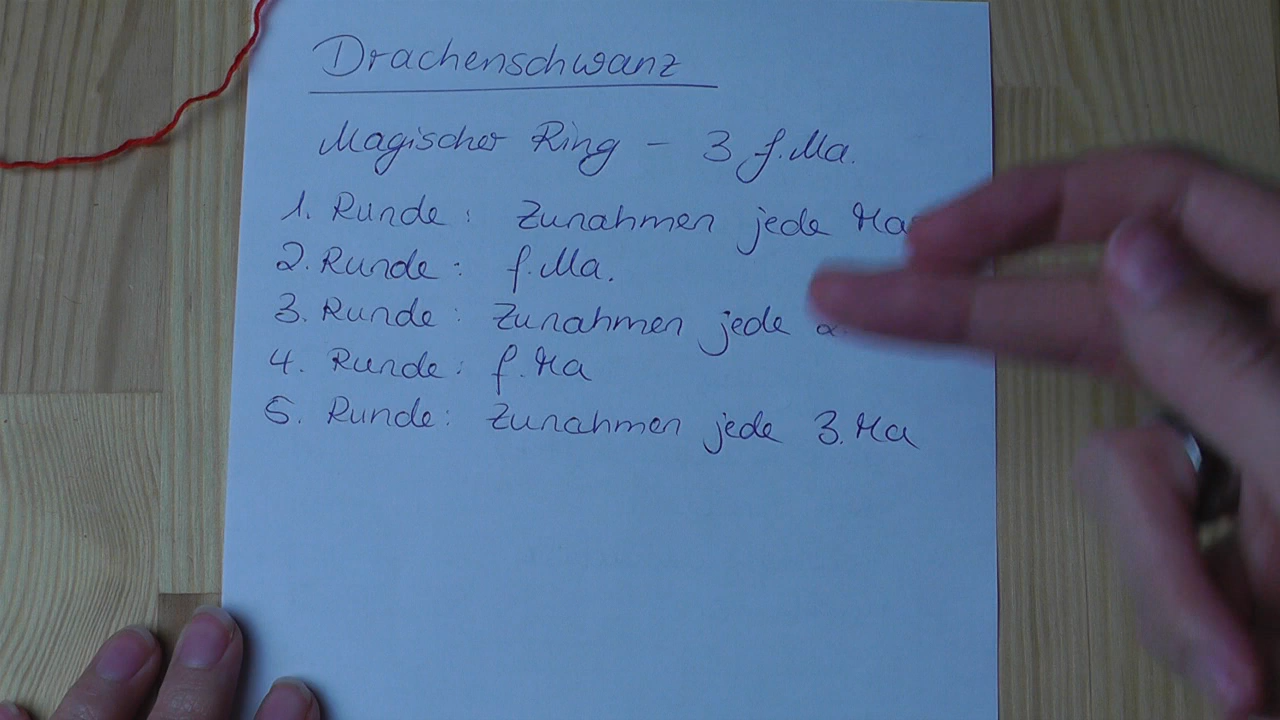 Drachenschwanz
Magischer Ring - 3 f.Ma.
1. Runde: Zunahmen jede
2. Runde: f.Ma.
3. Runde: Zunahmen jede 2.
4. Runde: f.Ma
5. Runde: Zunahmen jede 3.Ma